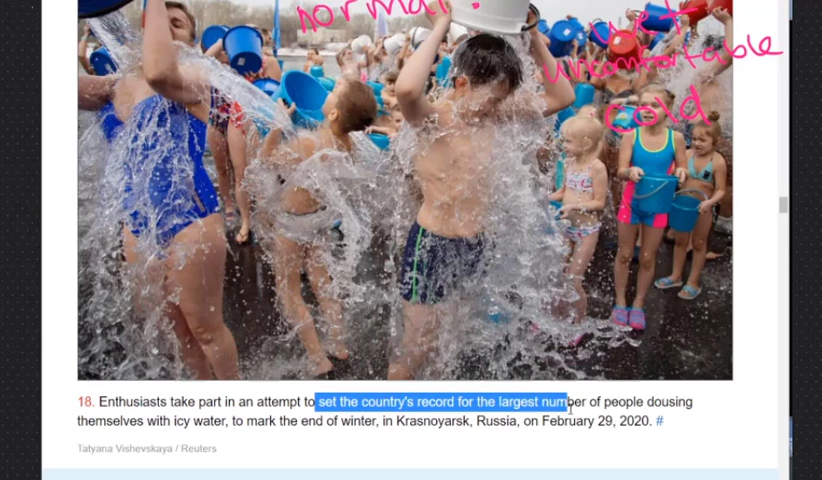 normal?
wet
uncomfortable
cold
18. Enthusiasts take part in an attempt to set the country's record for the largest number of people dousing
themselves with icy water, to mark the end of winter, in Krasnoyarsk, Russia, on February 29, 2020. #
Tatyana Vishevskaya / Reuters